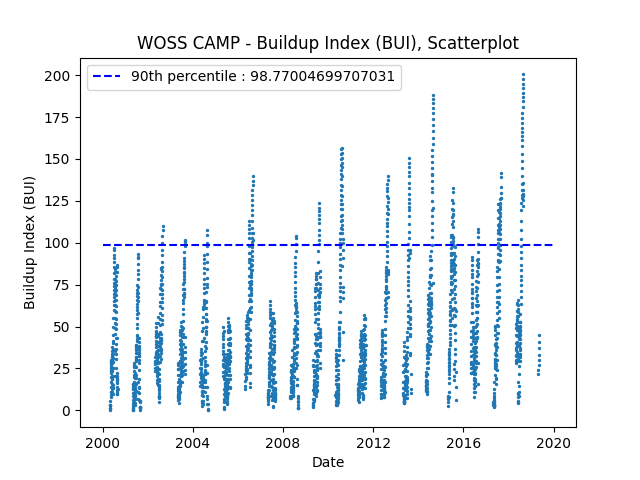 WOSS CAMP - Buildup Index (BUI), Scatterplot
90th percentile : 98.77004699707031
Buildup Index (BUI)
200
175
150
125
100
75
50
25
0
2000 2004 2008 2012 2016 2020
Date